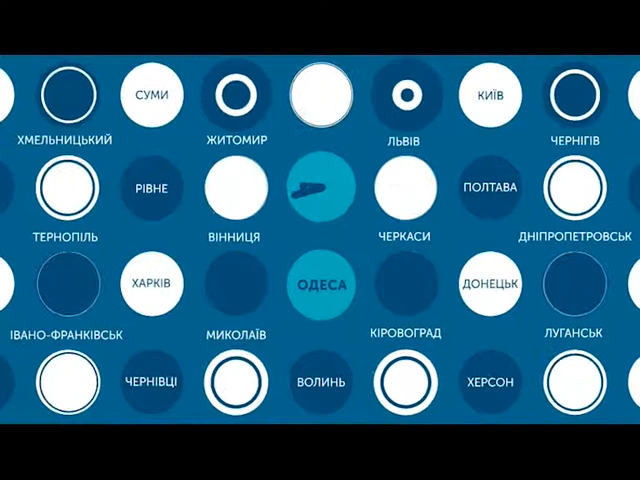 СУМИ
КИЇВ
ХМЕЛЬНИЦЬКИЙ
ЖИТОМИР
ЛЬВІВ
ЧЕРНІГІВ
РІВНЕ
ПОЛТАВА
ТЕРНОПІЛЬ
ВІННИЦЯ
ЧЕРКАСИ
ДНІПРОПЕТРОВСЬК
ХАРКІВ
ОДЕСА
ДОНЕЦЬК
ІВАНО-ФРАНКІВСЬК
МИКОЛАЇВ
КІРОВОГРАД
ЛУГАНСЬК
ЧЕРНІВЦІ
ВОЛИНЬ
ХЕРСОН